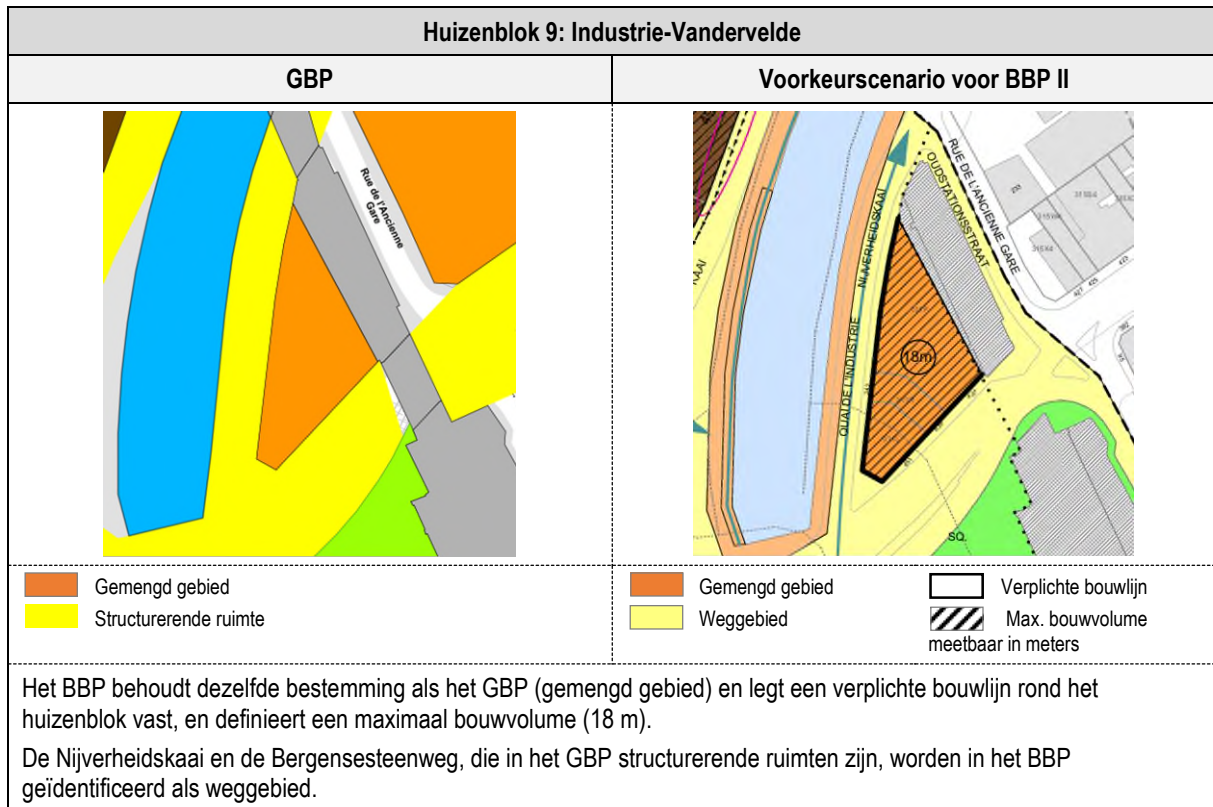 Huizenblok 9: Industrie-Vandervelde
GBP
Voorkeurscenario voor BBP II
Rue de l'Ancienne
Gare
KAAI
QUAI DE L'INDUSTRIE
NIJVERHEIDSKAAI
OUDSTATIONSSTRAAT
RUE DE L'ANCIENNE GARE
18m
SQ.
Gemengd gebied
Structurerende ruimte
Gemengd gebied
Weggebied
Verplichte bouwlijn
Max. bouwvolume
meetbaar in meters
Het BBP behoudt dezelfde bestemming als het GBP (gemengd gebied) en legt een verplichte bouwlijn rond het
huizenblok vast, en definieert een maximaal bouwvolume (18 m).
De Nijverheidskaai en de Bergensesteenweg, die in het GBP structurerende ruimten zijn, worden in het BBP
geïdentificeerd als weggebied.